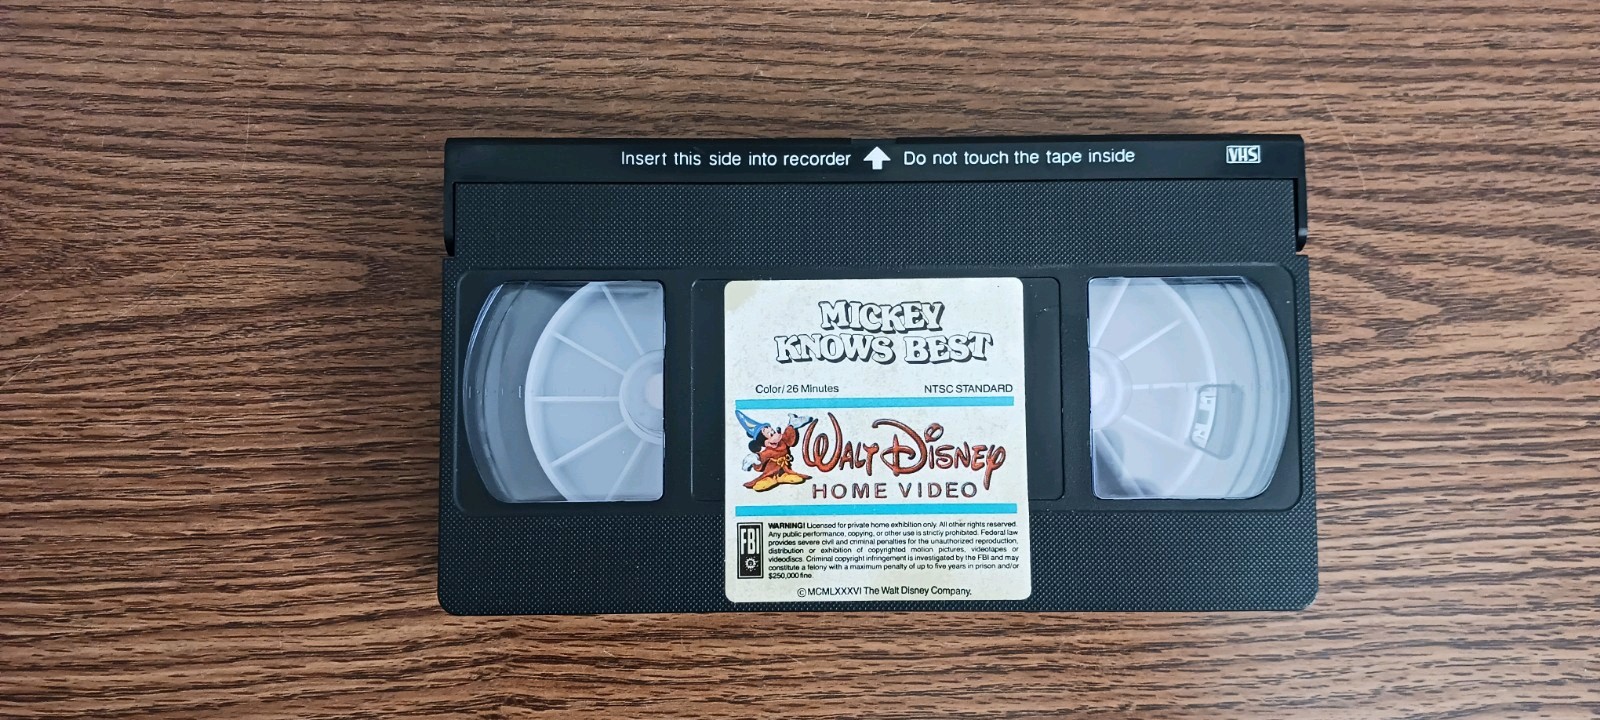 Insert this side into recorder ⬆ Do not touch the tape inside VHS
MICKEY
KNOWS BEST
Color/26 Minutes NTSC STANDARD
WALT DISNEY
HOME VIDEO
FBI
WARNING! Licensed for private home exhibition only. All other rights reserved.
Any public performance, copying, or other use is strictly prohibited. Federal law
provides severe civil and criminal penalties for the unauthorized reproduction,
distribution or exhibition of copyrighted motion pictures, videotapes or
videodiscs. Criminal copyright infringement is investigated by the FBI and may
constitute a felony with a maximum penalty of up to five years in prison and/or
$250,000 fine.
©MCMLXXXVI The Walt Disney Company.